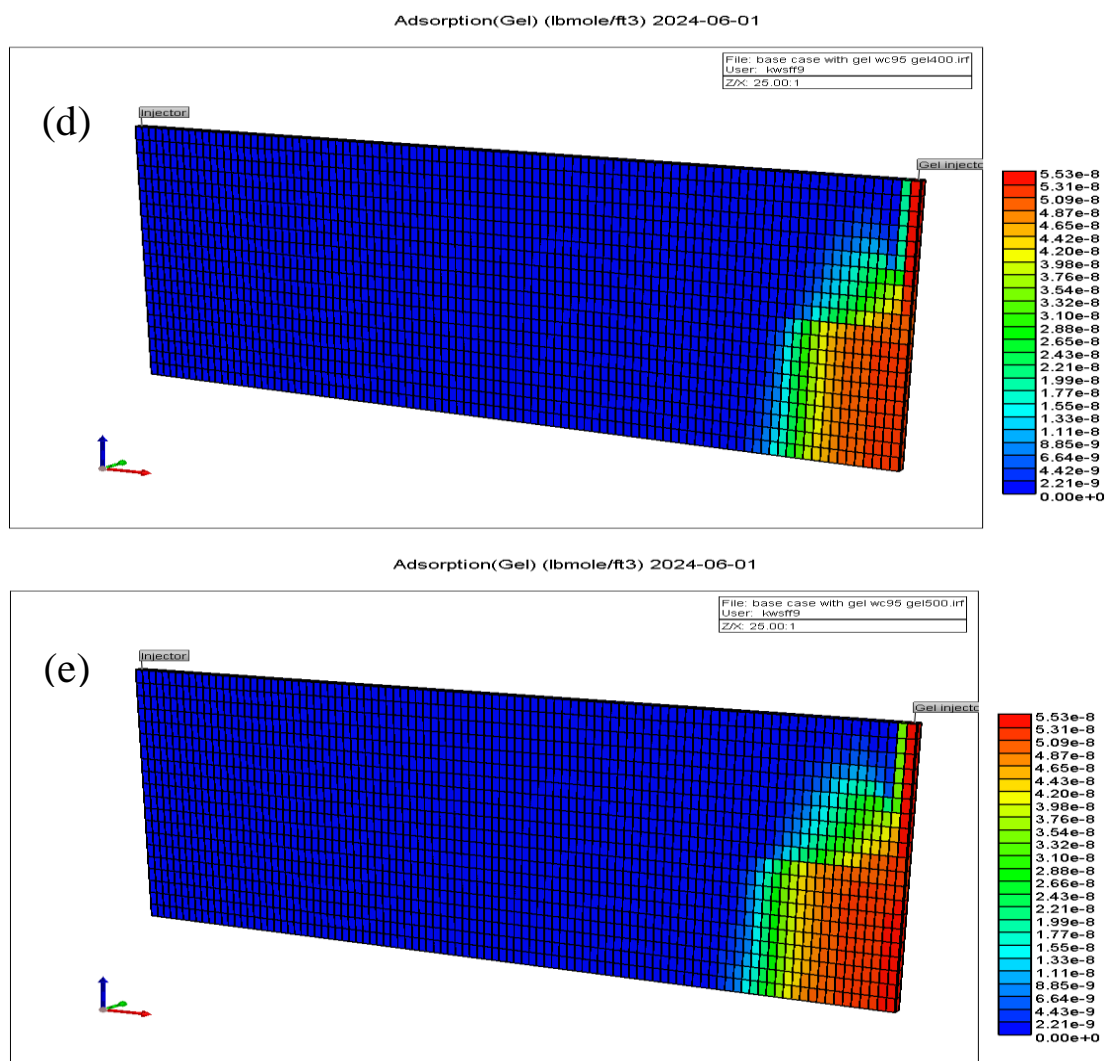 Adsorption(Gel) (lbmole/ft3) 2024-06-01
File: base case with gel wc95 gel400.irf
User: kwsff9
Z/X: 25.00:1
(d)
Injector
Gel injecto
5.53e-8
5.31e-8
5.09e-8
4.87e-8
4.65e-8
4.42e-8
4.20e-8
3.98e-8
3.76e-8
3.54e-8
3.32e-8
3.10e-8
2.88e-8
2.65e-8
2.43e-8
2.21e-8
1.99e-8
1.77e-8
1.55e-8
1.33e-8
1.11e-8
8.85e-9
6.64e-9
4.42e-9
2.21e-9
0.00e+0
Adsorption(Gel) (lbmole/ft3) 2024-06-01
File: base case with gel wc95 gel500.irf
User: kwsff9
Z/X: 25.00:1
(e)
Injector
Gel injecto
5.53e-8
5.31e-8
5.09e-8
4.87e-8
4.65e-8
4.43e-8
4.20e-8
3.98e-8
3.76e-8
3.54e-8
3.32e-8
3.10e-8
2.88e-8
2.66e-8
2.43e-8
2.21e-8
1.99e-8
1.77e-8
1.55e-8
1.33e-8
1.11e-8
8.85e-9
6.64e-9
4.43e-9
2.21e-9
0.00e+0